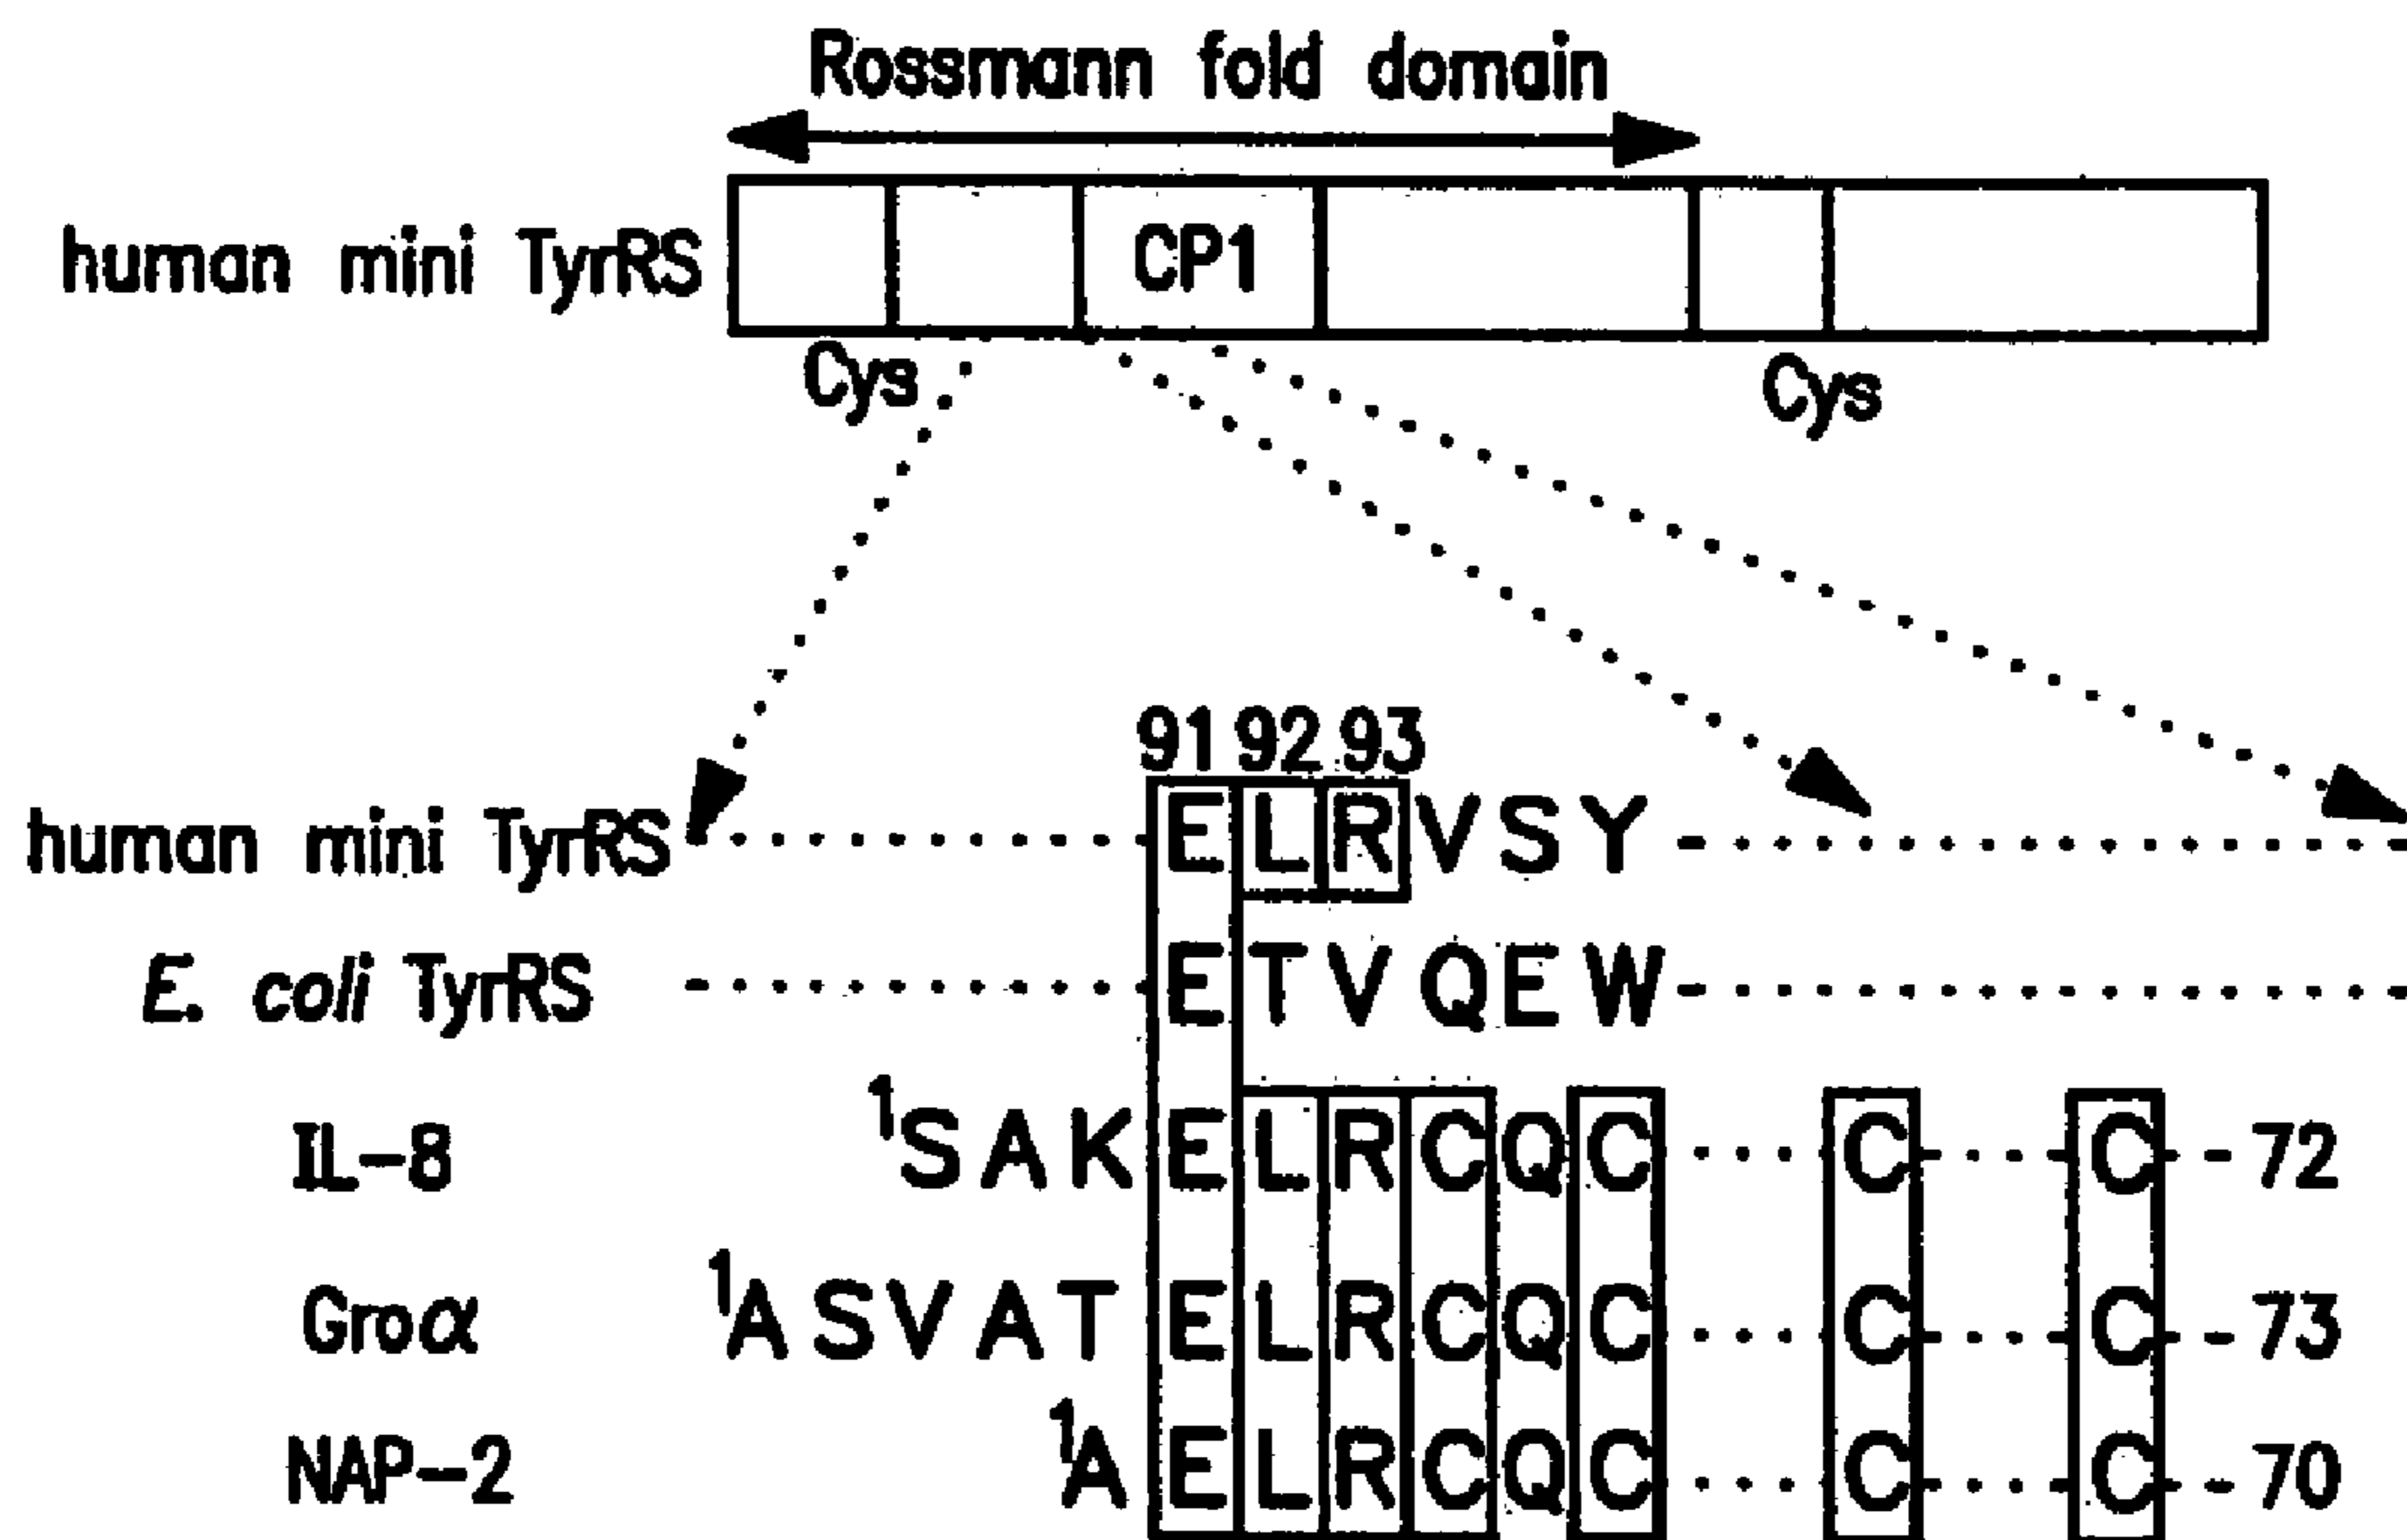 Rossmann fold domain
human mini TyrRS CP1
Cys Cys
91 92 93
human mini TyrRS ELRVSY
E. coli TyrRS ETVQEW
IL-8 1SAKELRCQC C C 72
Groα 1ASVATELRCQC C C 73
NAP-2 1AELRCQC C C 70